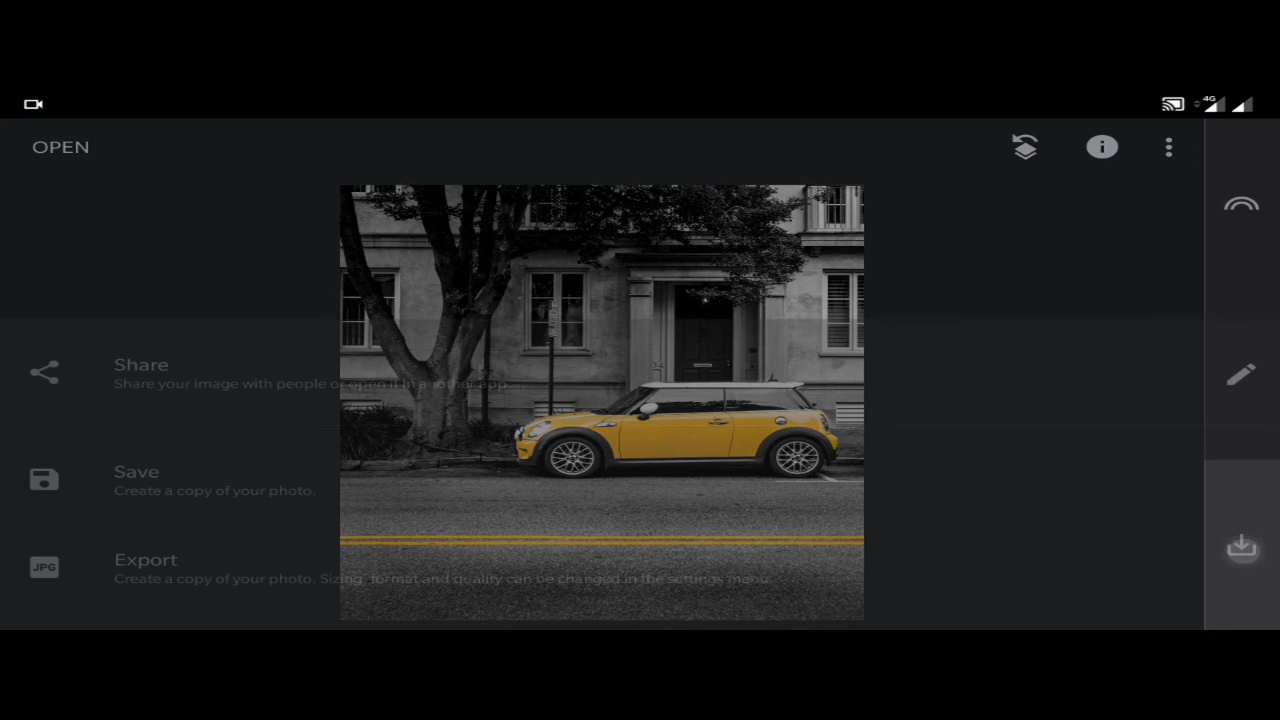 4G
OPEN
Share
Share your image with people or open it in another app.
Save
Create a copy of your photo.
JPG
Export
Create a copy of your photo. Sizing, format and quality can be changed in the settings menu.